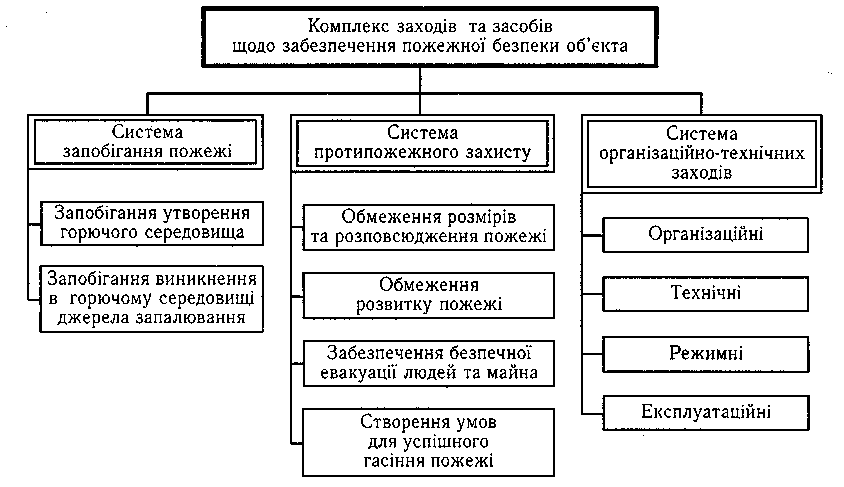 Комплекс заходів та засобів
щодо забезпечення пожежної безпеки об’єкта
Система
запобігання пожежі
Запобігання утворення
горючого середовища
Запобігання виникнення
в горючому середовищі
джерела запалювання
Система
протипожежного захисту
Обмеження розмірів
та розповсюдження пожежі
Обмеження
розвитку пожежі
Забезпечення безпечної
евакуації людей та майна
Створення умов
для успішного
гасіння пожежі
Система
організаційно-технічних
заходів
Організаційні
Технічні
Режимні
Експлуатаційні